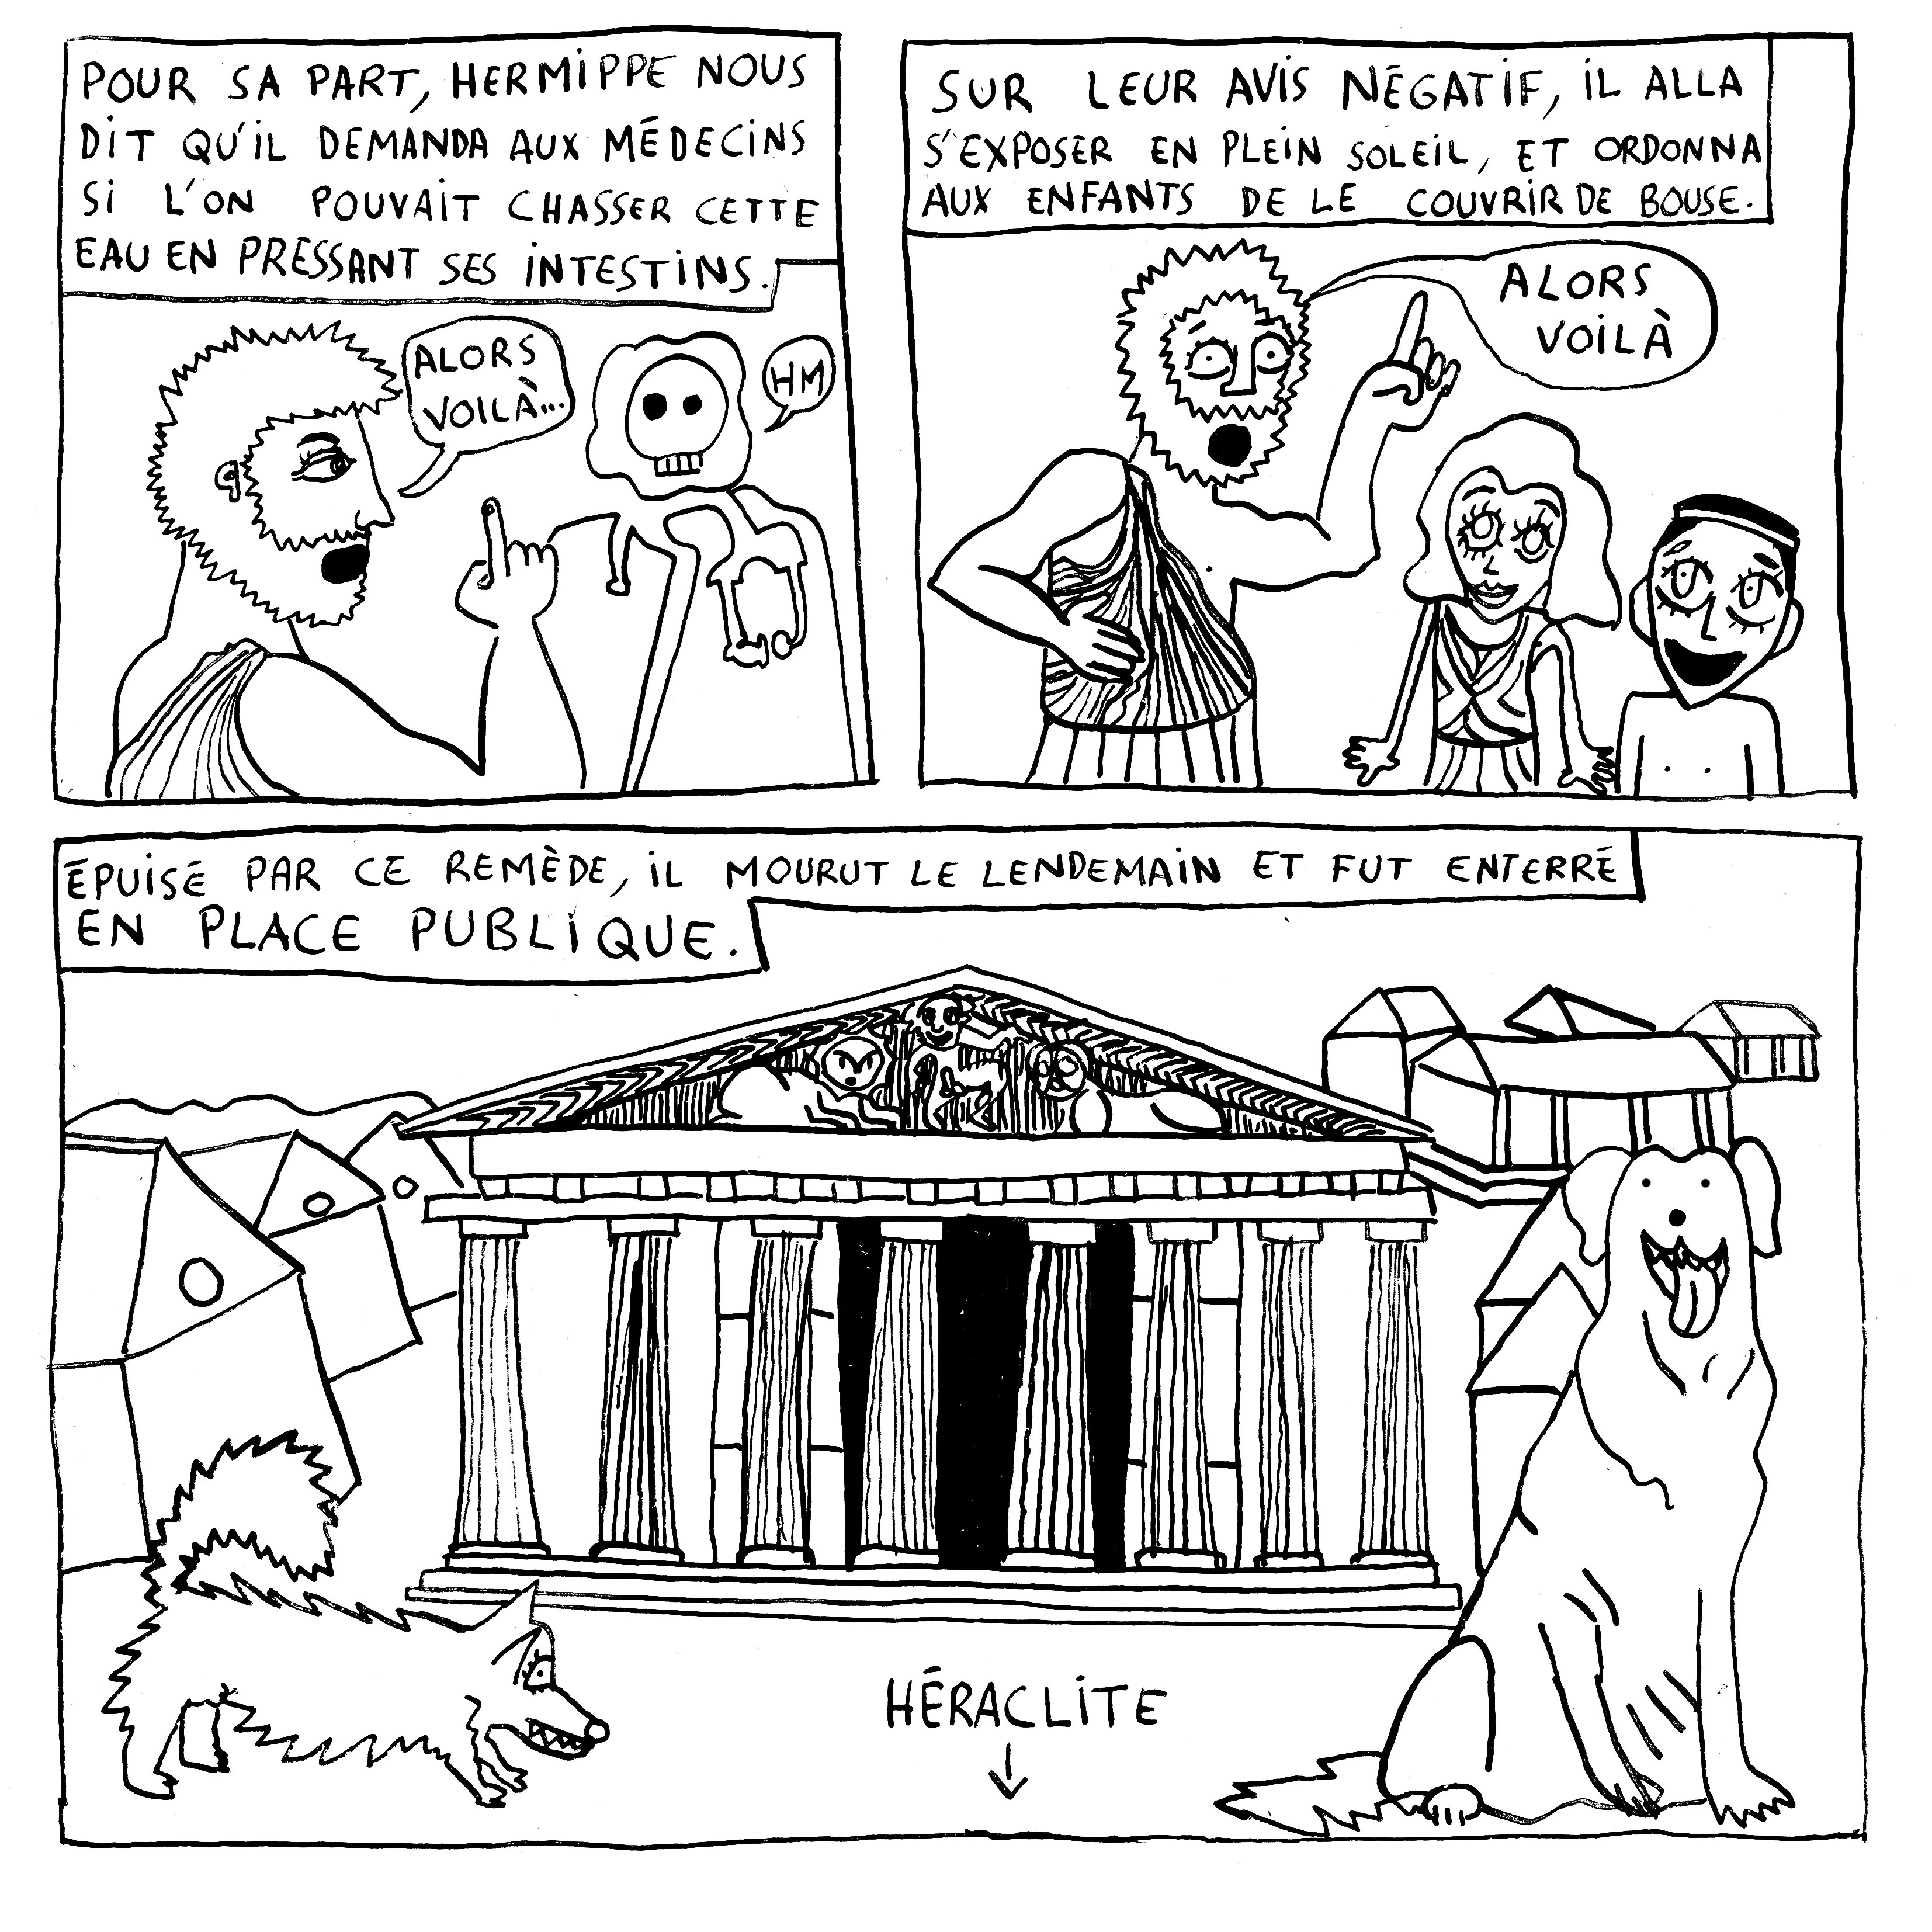 POUR SA PART, HERMIPPE NOUS
DIT QU'IL DEMANDA AUX MÉDECINS
SI L'ON POUVAIT CHASSER CETTE
EAU EN PRESSANT SES INTESTINS.
ALORS
VOILÀ...
HM
SUR LEUR AVIS NÉGATIF, IL ALLA
S'EXPOSER EN PLEIN SOLEIL, ET ORDONNA
AUX ENFANTS DE LE COUVRIR DE BOUSE.
ALORS
VOILÀ
ÉPUISÉ PAR CE REMÈDE, IL MOURUT LE LENDEMAIN ET FUT ENTERRÉ
EN PLACE PUBLIQUE.
HÉRACLITE